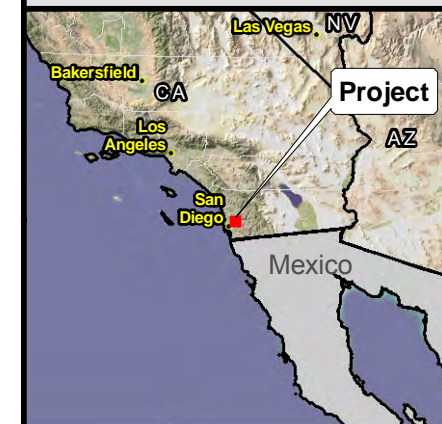 Las Vegas
NV
Bakersfield
CA
Project
Los
Angeles
AZ
San
Diego
Mexico